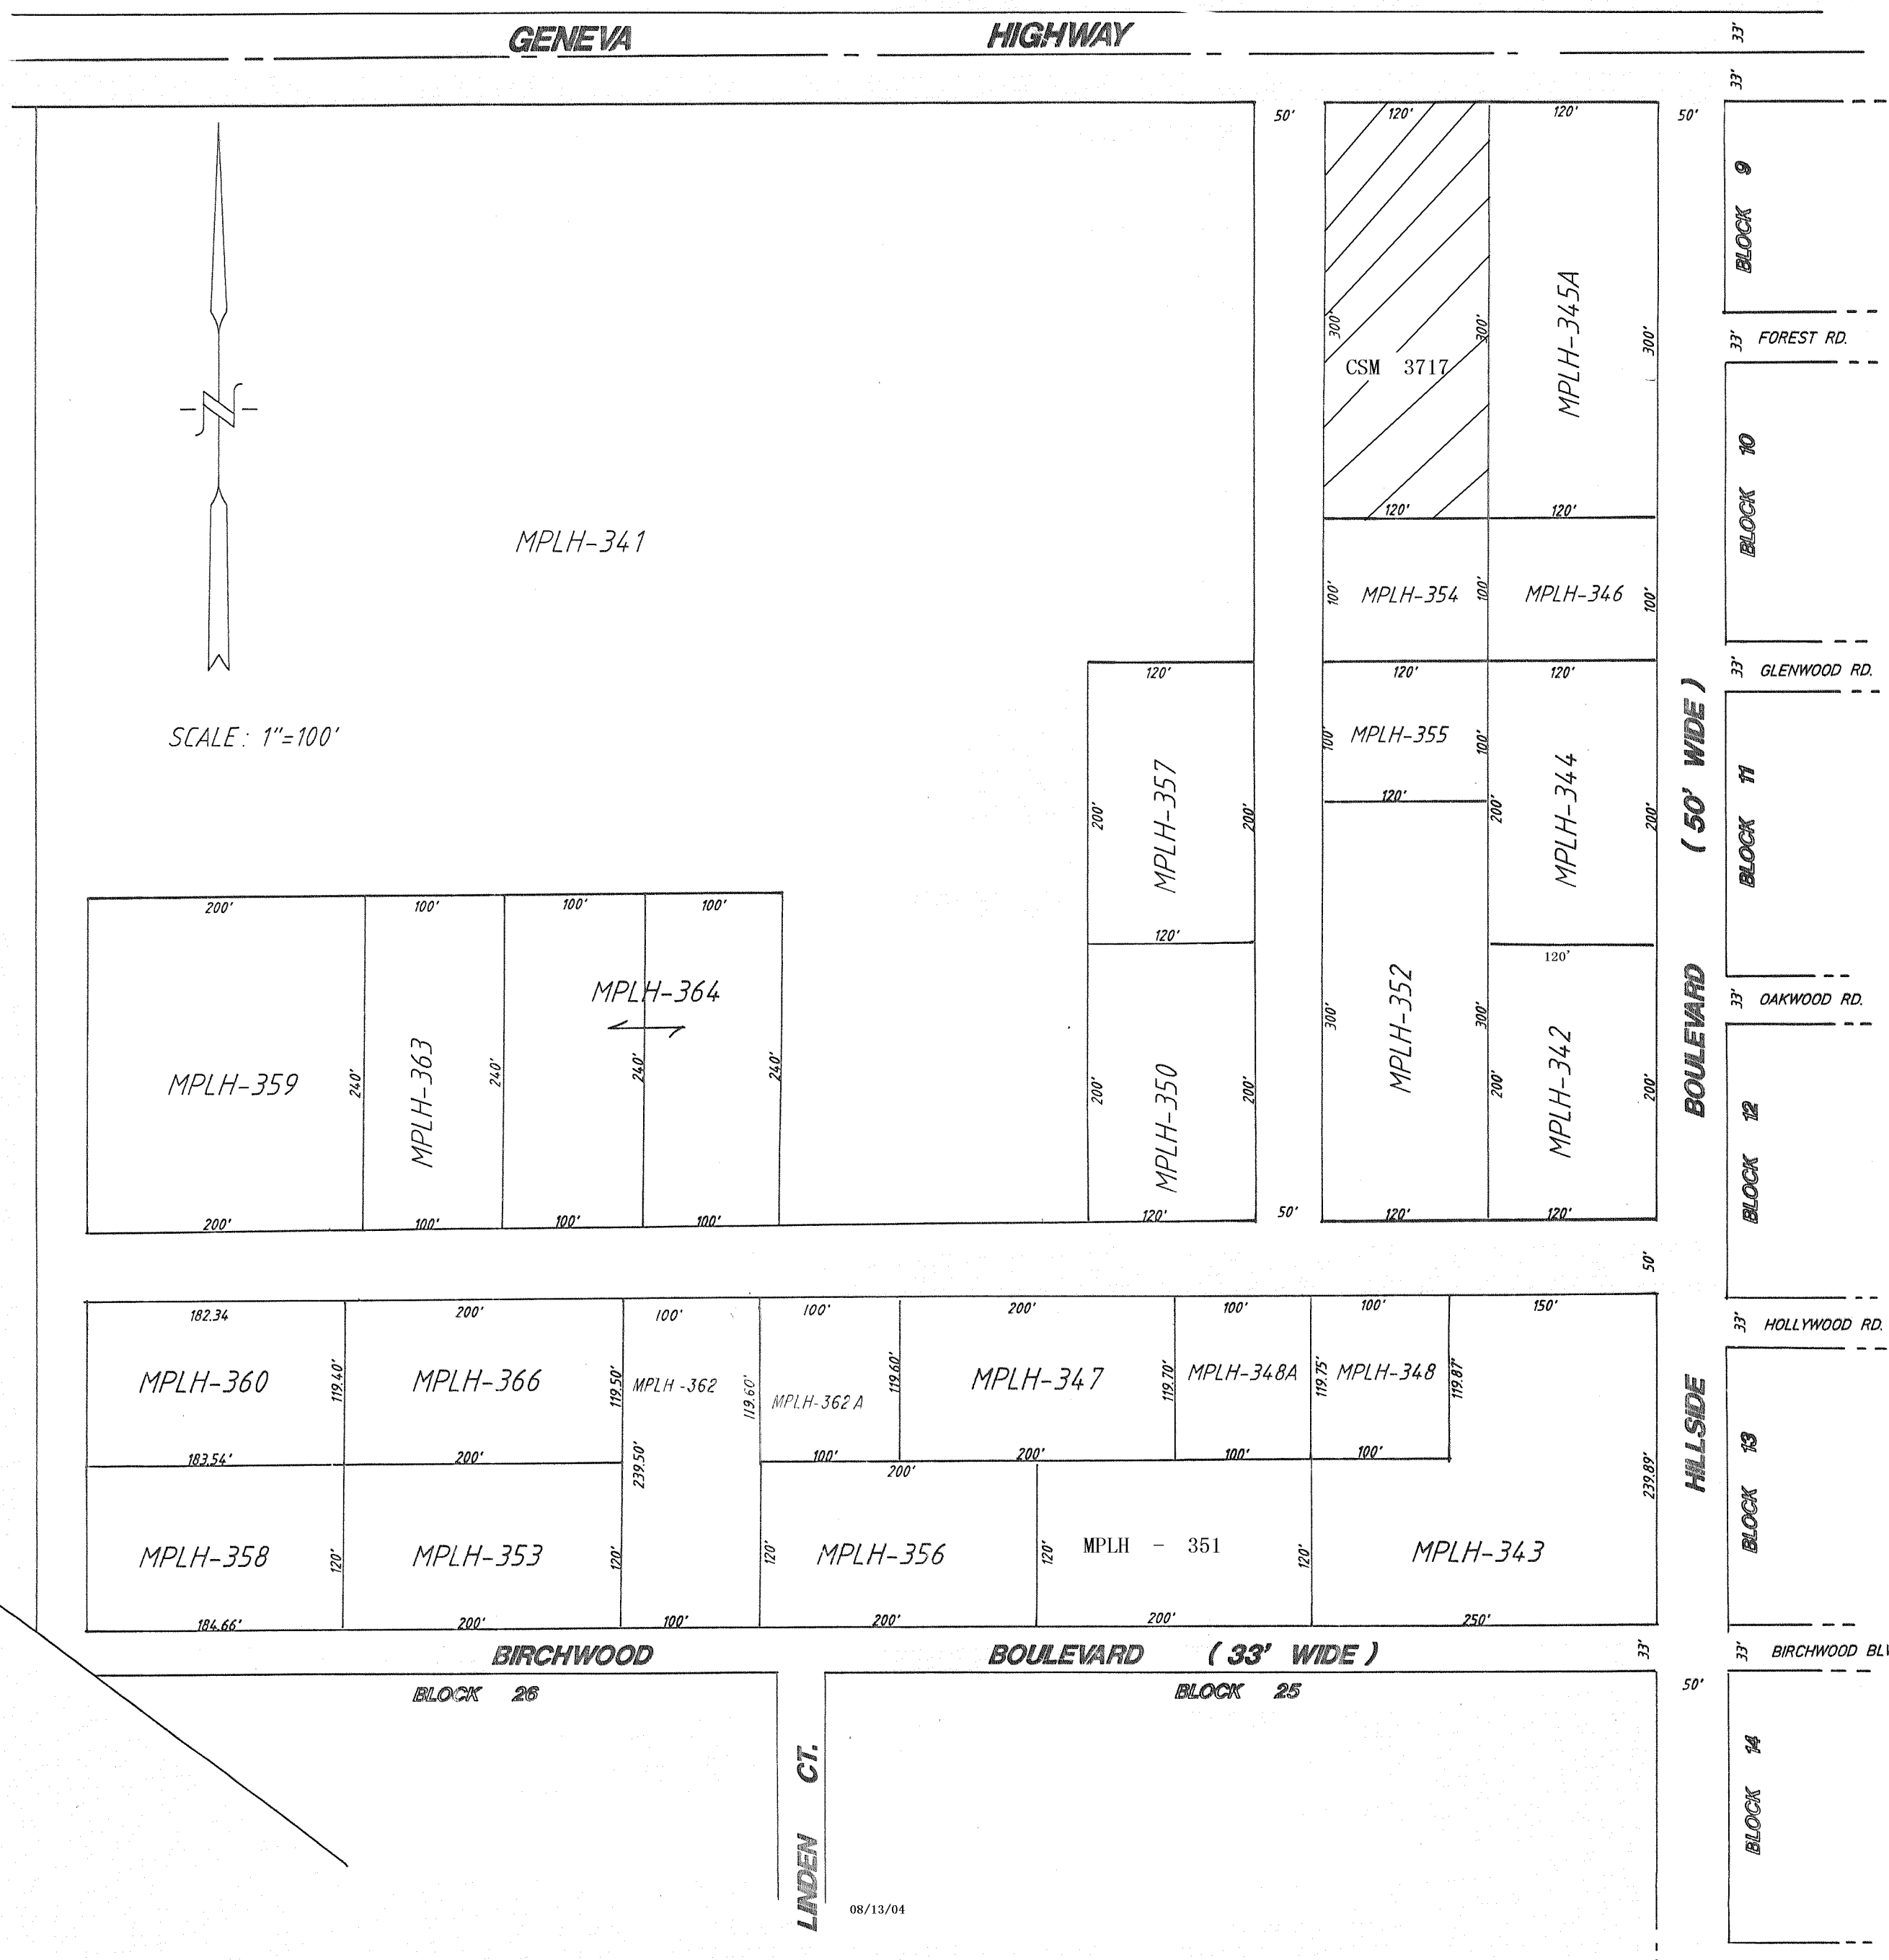 GENEVA HIGHWAY
33'
33'
50'
120'
120'
50'
BLOCK 9
300'
300'
300'
CSM 3717
MPLH-345A
33' FOREST RD.
BLOCK 10
MPLH-341
120'
120'
100'
MPLH-354
100'
MPLH-346
100'
SCALE: 1"=100'
120'
120'
120'
33' GLENWOOD RD.
100'
MPLH-355
100'
120'
200'
MPLH-357
200'
200'
MPLH-344
200'
BLOCK 11
HILLSIDE BOULEVARD (50' WIDE)
200'
100'
100'
100'
120'
120'
MPLH-364
MPLH-359
240'
MPLH-363
240'
240'
240'
200'
MPLH-350
200'
300'
MPLH-352
300'
200'
MPLH-342
200'
33' OAKWOOD RD.
BLOCK 12
200'
100'
100'
100'
120'
50'
120'
120'
50'
182.34
200'
100'
100'
200'
100'
100'
150'
33' HOLLYWOOD RD.
MPLH-360
119.40'
MPLH-366
119.50'
MPLH-362
119.60'
MPLH-362A
119.60'
MPLH-347
119.70'
MPLH-348A
119.75'
MPLH-348
119.87'
183.54'
200'
239.50'
100'
200'
200'
100'
100'
239.89'
BLOCK 13
MPLH-358
120'
MPLH-353
120'
120'
MPLH-356
120'
MPLH - 351
120'
MPLH-343
184.66'
200'
100'
200'
200'
250'
BIRCHWOOD BOULEVARD (33' WIDE)
33'
33' BIRCHWOOD BLV
BLOCK 26
BLOCK 25
50'
LINDEN CT.
BLOCK 14
08/13/04